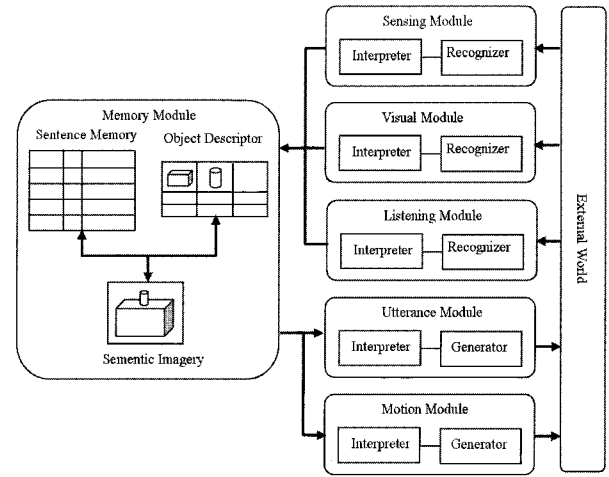 Sensing Module
Interpreter
Recognizer
Memory Module
Sentence Memory
Object Descriptor
Sementic Imagery
Visual Module
Interpreter
Recognizer
Listening Module
Interpreter
Recognizer
Utterance Module
Interpreter
Generator
Motion Module
Interpreter
Generator
External World